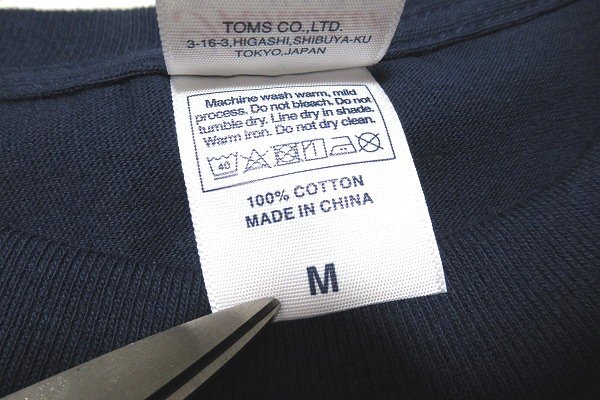 TOMS CO.,LTD.
3-16-3,HIGASHI,SHIBUYA-KU
TOKYO,JAPAN
Machine wash warm, mild
process. Do not bleach. Do not
tumble dry. Line dry in shade.
Warm iron. Do not dry clean.
40
100% COTTON
MADE IN CHINA
M